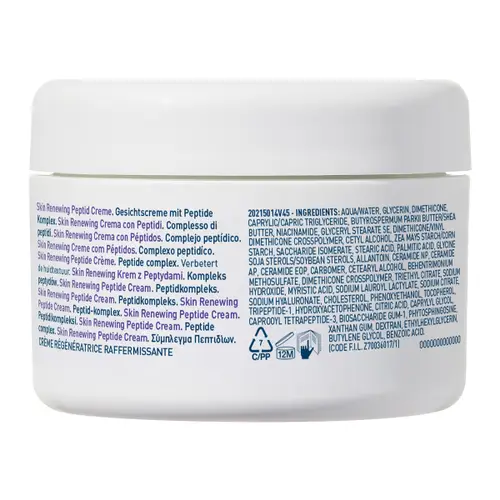 Skin Renewing Peptid Creme. Gesichtscreme mit Peptide
Komplex. Skin Renewing Crema con Peptidi. Complesso di
peptidi. Skin Renewing Crema con Péptidos. Complejo peptídico.
Skin Renewing Creme com Péptidos. Complexo peptídico.
Skin Renewing Peptide Crème. Peptide complex. Verbetert
de huidtextuur. Skin Renewing Krem z Peptydami. Kompleks
peptydów. Skin Renewing Peptide Cream. Peptidkomplex.
Skin Renewing Peptide Cream. Peptidkompleks. Skin Renewing
Peptide Cream. Peptid-komplex. Skin Renewing Peptide
Cream. Peptidikompleksi. Skin Renewing Peptide Cream. Peptide
complex. Skin Renewing Peptide Cream. Σύμπλεγμα Πεπτιδίων.
CRÈME RÉGÉNÉRATRICE RAFFERMISSANTE
20215014V45 - INGREDIENTS: AQUA/WATER, GLYCERIN, DIMETHICONE,
CAPRYLIC/CAPRIC TRIGLYCERIDE, BUTYROSPERMUM PARKII BUTTER/SHEA
BUTTER, NIACINAMIDE, GLYCERYL STEARATE SE, DIMETHICONE/VINYL
DIMETHICONE CROSSPOLYMER, CETYL ALCOHOL, ZEA MAYS STARCH/CORN
STARCH, SACCHARIDE ISOMERATE, STEARIC ACID, PALMITIC ACID, GLYCINE
SOJA STEROLS/SOYBEAN STEROLS, ALLANTOIN, CERAMIDE NP, CERAMIDE
AP, CERAMIDE EOP, CARBOMER, CETEARYL ALCOHOL, BEHENTRIMONIUM
METHOSULFATE, DIMETHICONE CROSSPOLYMER, TRIETHYL CITRATE, SODIUM
HYDROXIDE, MYRISTIC ACID, SODIUM LAUROYL LACTYLATE, SODIUM CITRATE,
SODIUM HYALURONATE, CHOLESTEROL, PHENOXYETHANOL, TOCOPHEROL,
TRIPEPTIDE-1, HYDROXYACETOPHENONE, CITRIC ACID, CAPRYLYL GLYCOL,
CAPROOYL TETRAPEPTIDE-3, BIOSACCHARIDE GUM-1, PHYTOSPHINGOSINE,
XANTHAN GUM, DEXTRAN, ETHYLHEXYLGLYCERIN,
BUTYLENE GLYCOL, BENZOIC ACID.
(CODE F.I.L. Z70036017/1)
7
C/PP
12M
000000000000